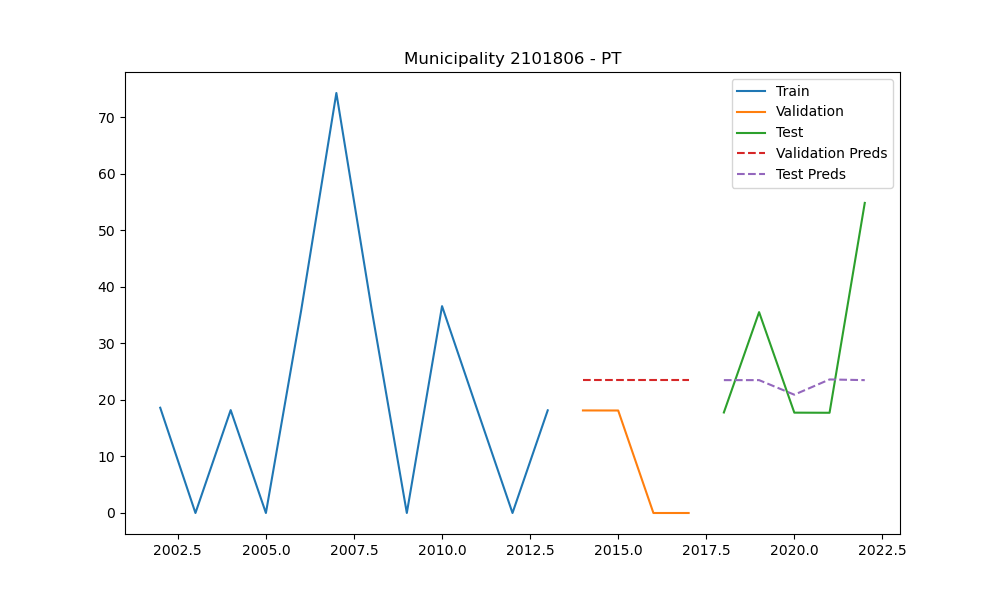 Municipality 2101806 - PT
Train
Validation
Test
Validation Preds
Test Preds
70
60
50
40
30
20
10
0
2002.5 2005.0 2007.5 2010.0 2012.5 2015.0 2017.5 2020.0 2022.5